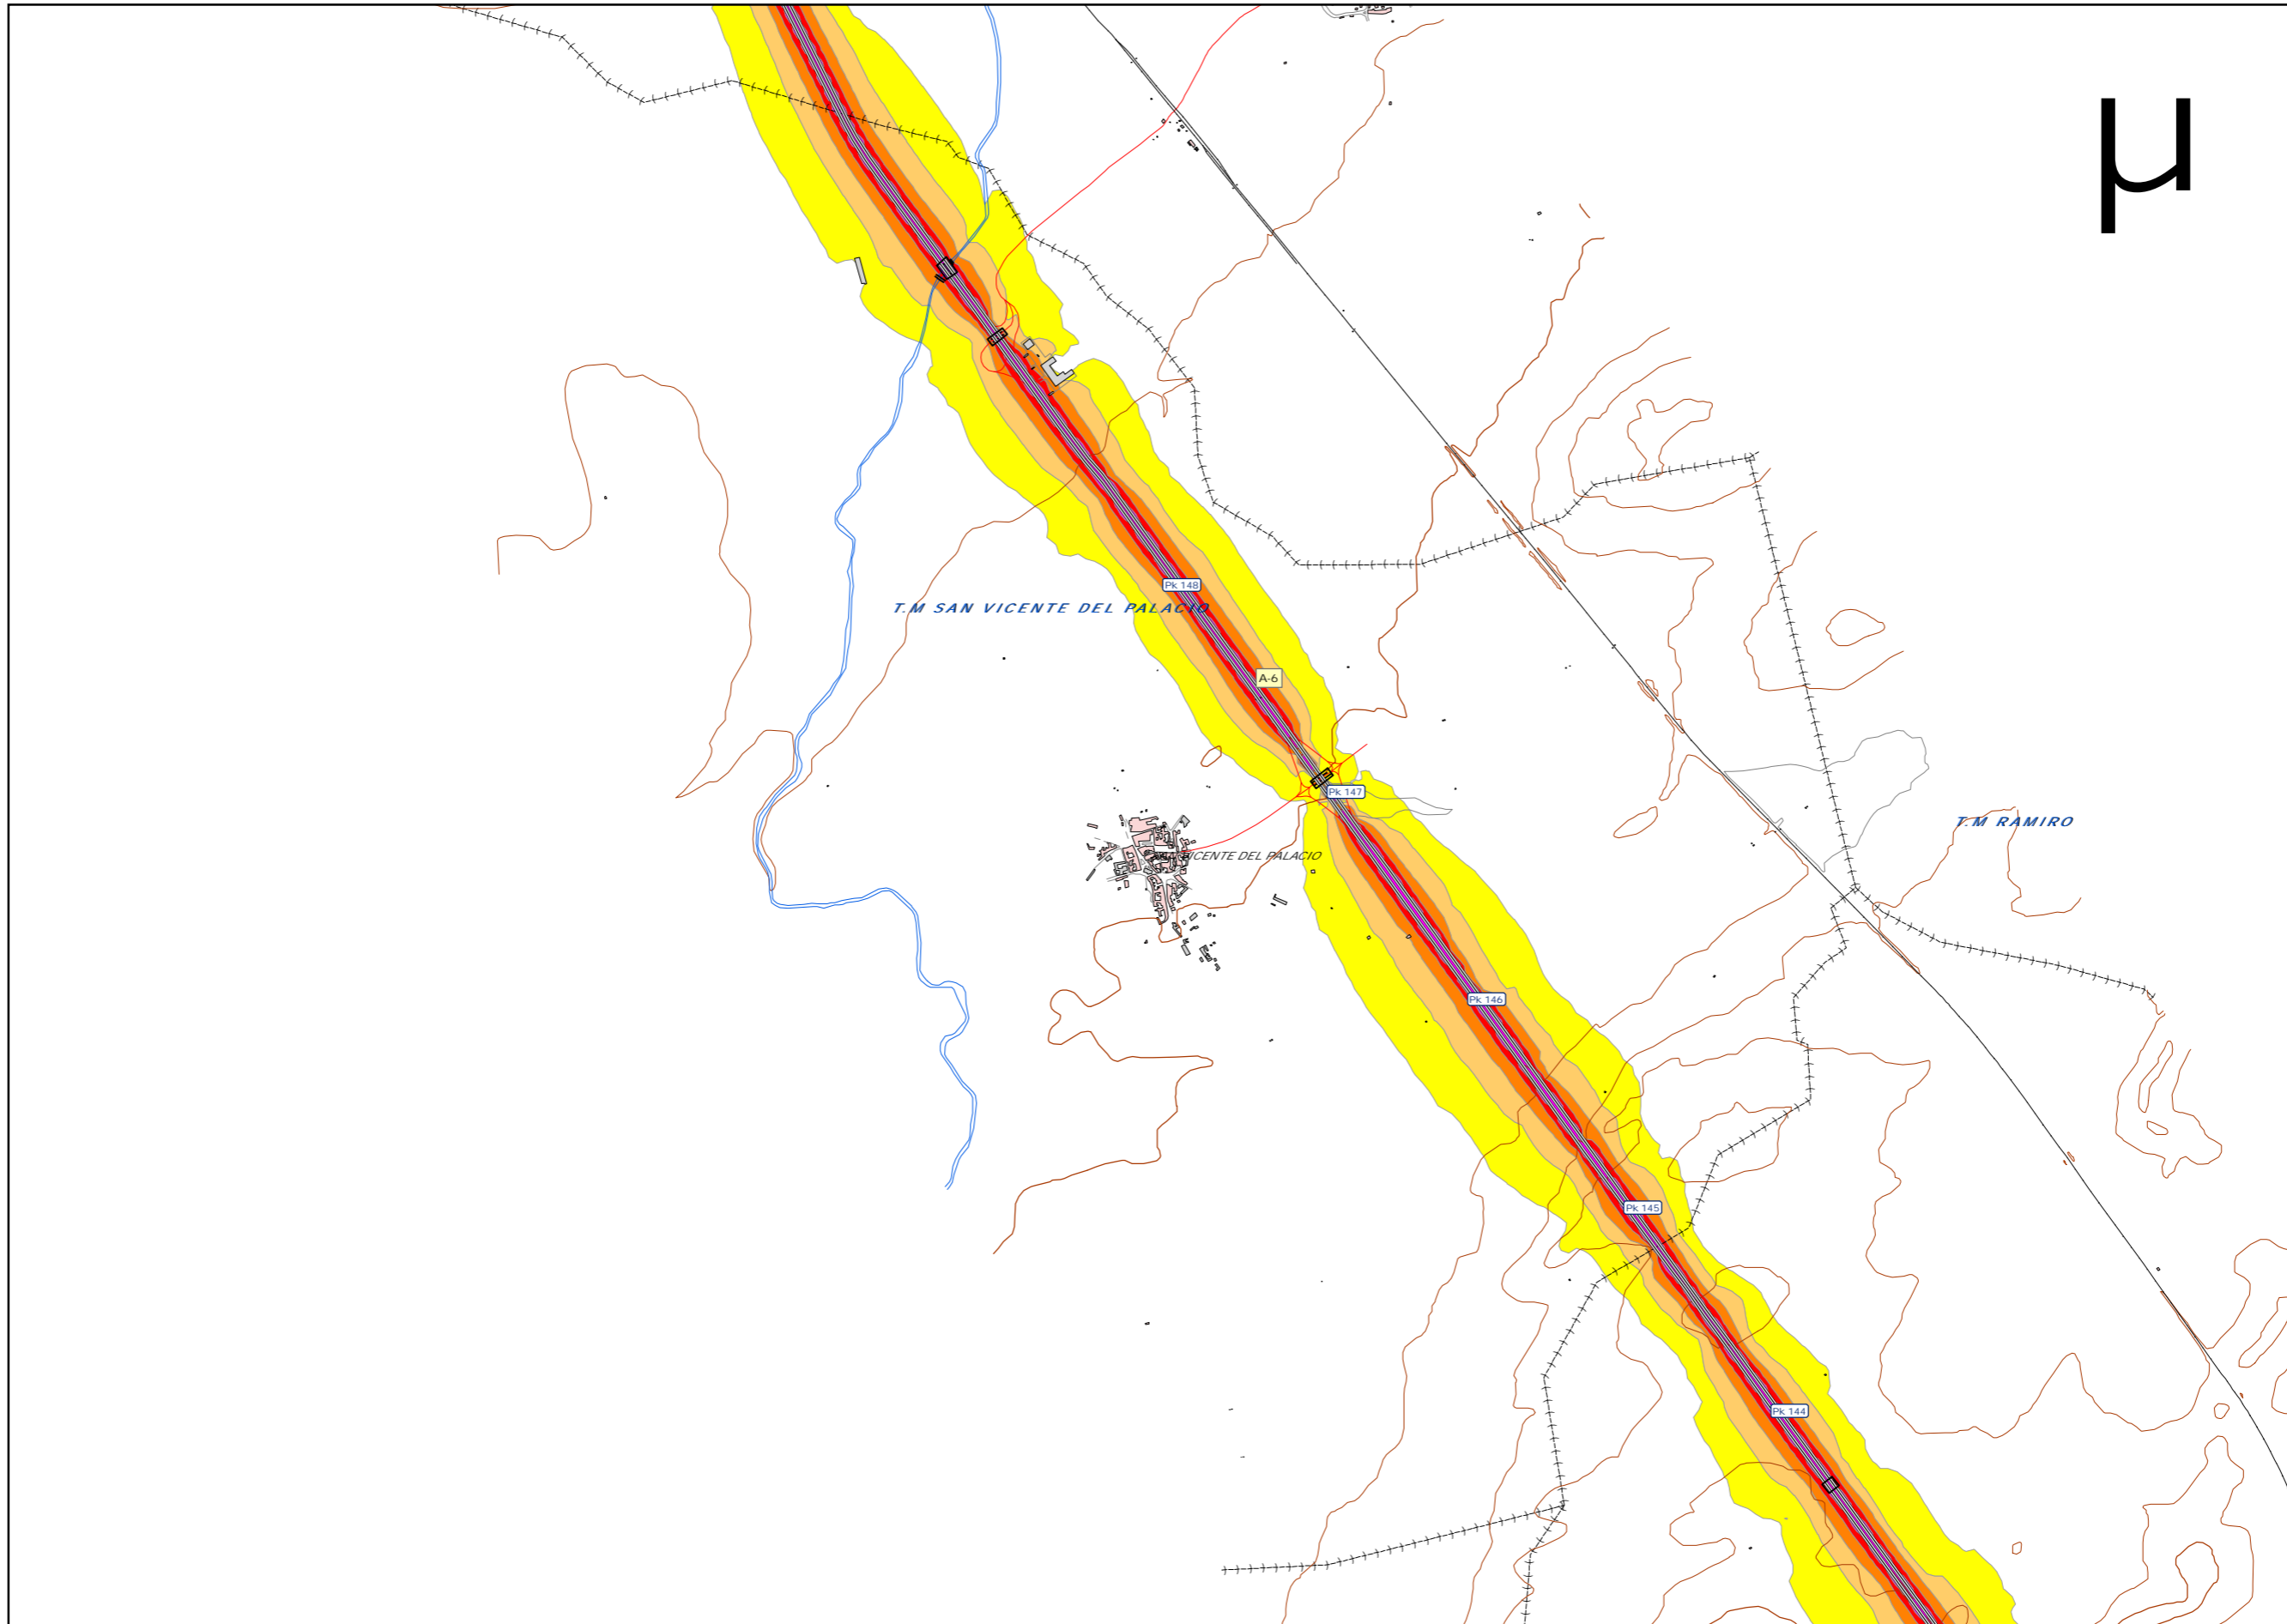 µ
Pk 148
T.M SAN VICENTE DEL PALACIO
A-6
Pk 147
T.M RAMIRO
VICENTE DEL PALACIO
Pk 146
Pk 145
Pk 144